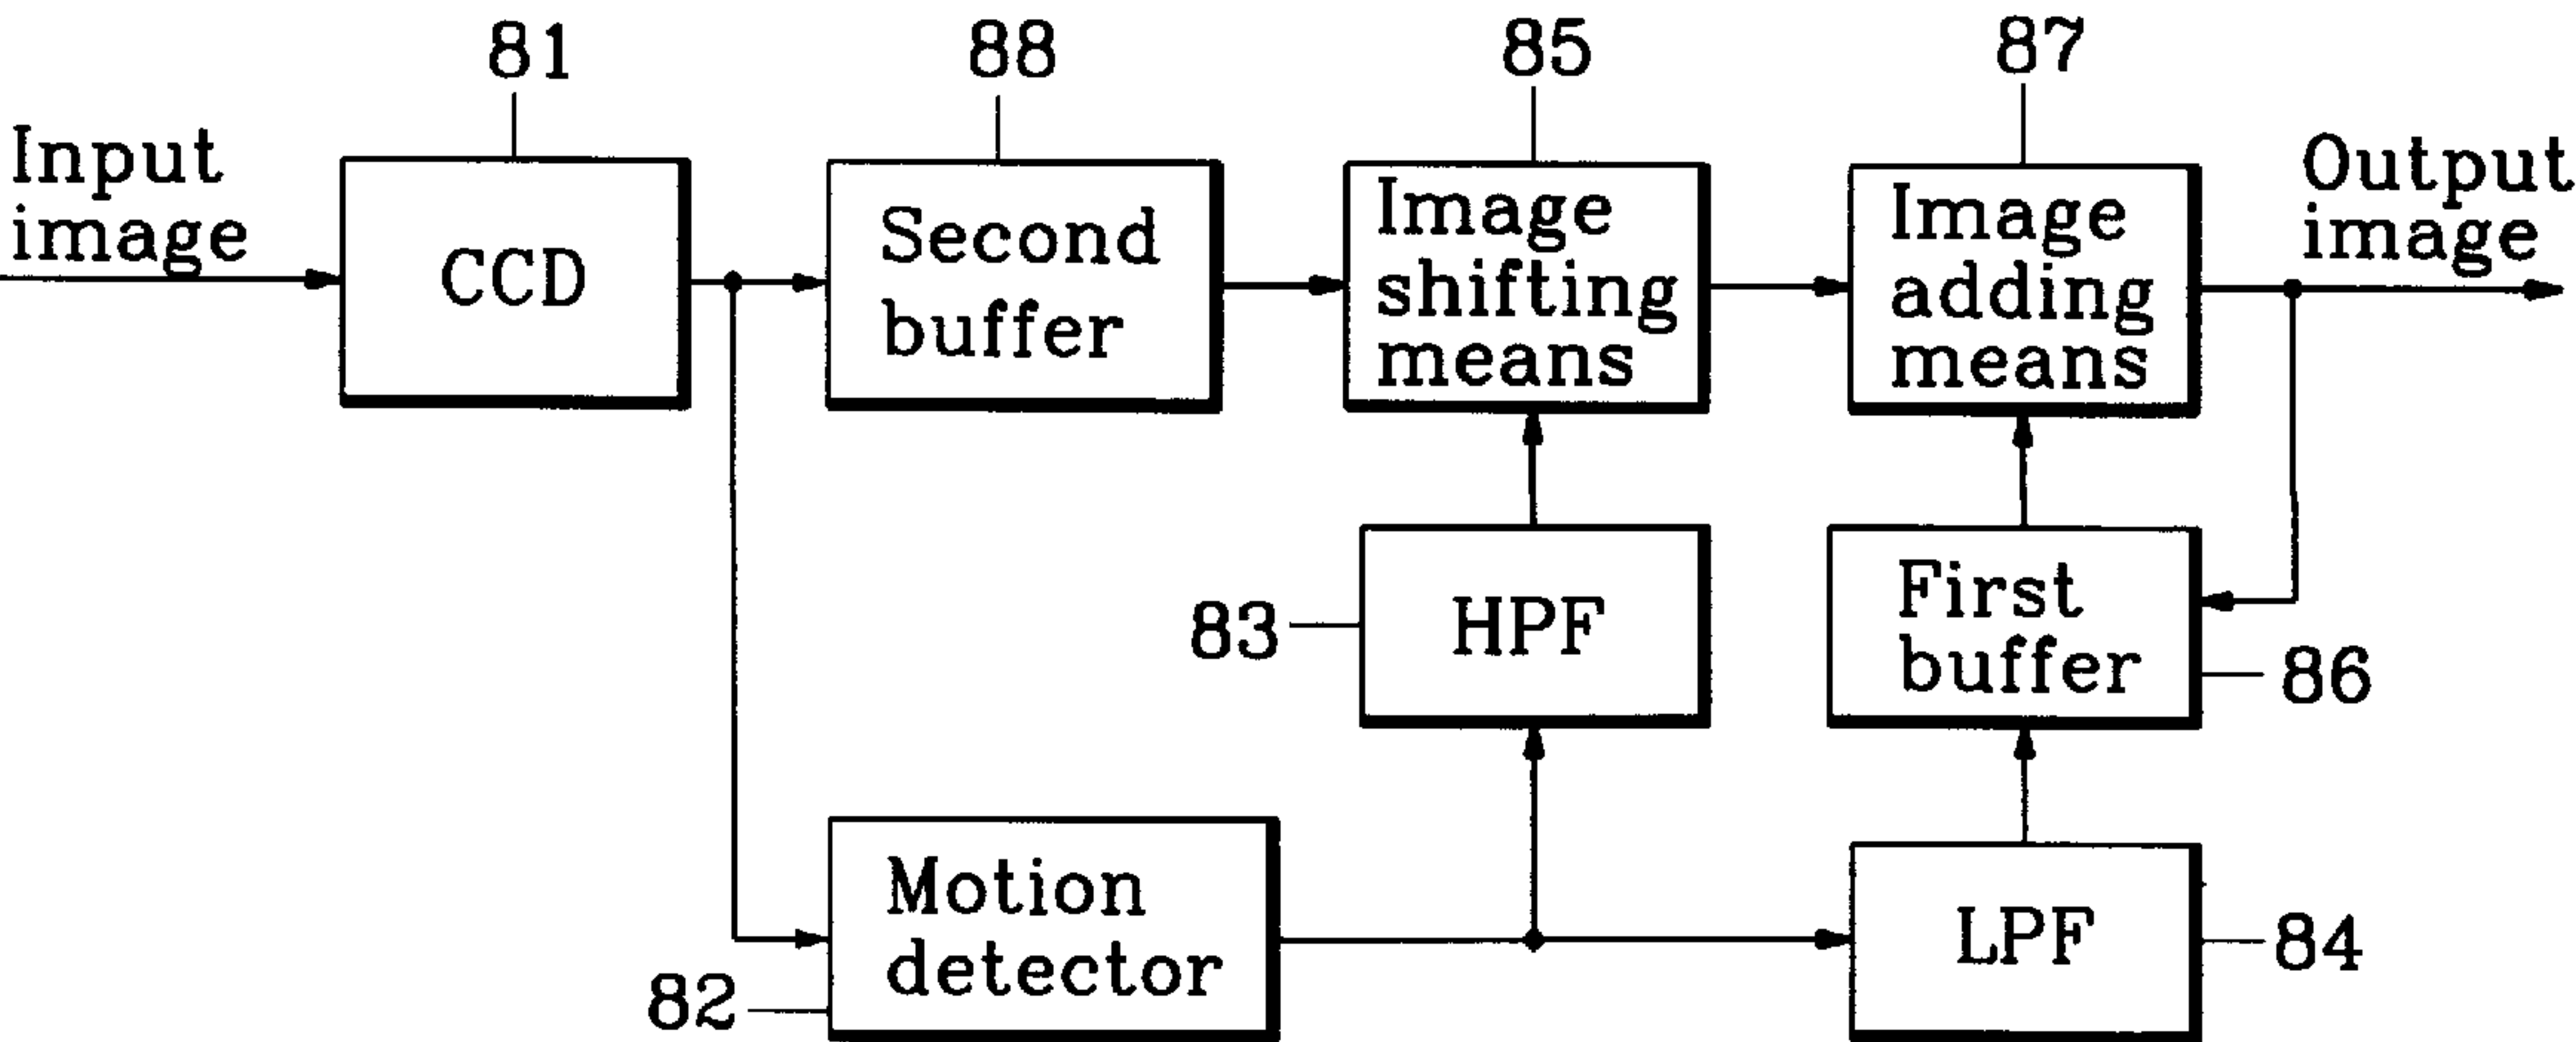 81
88
85
87
Input
image
CCD
Second
buffer
Image
shifting
means
Image
adding
means
Output
image
83
HPF
First
buffer
86
Motion
detector
82
LPF
84